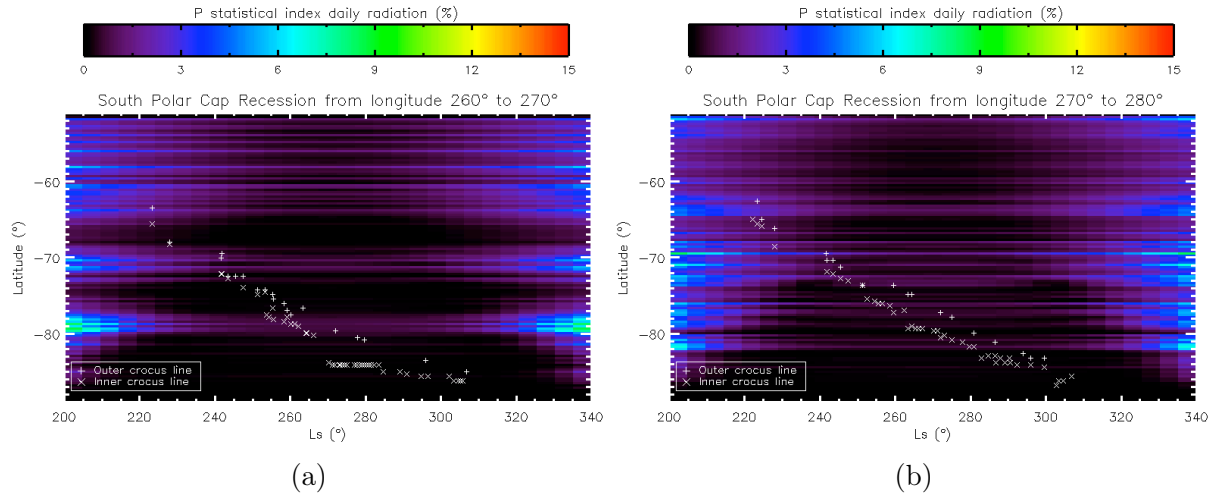 P statistical index daily radiation (%)
0 3 6 9 12 15
South Polar Cap Recession from longitude 260° to 270°
−60
−70
−80
Latitude (°)
+ Outer crocus line
× Inner crocus line
200 220 240 260 280 300 320 340
Ls (°)
(a)
P statistical index daily radiation (%)
0 3 6 9 12 15
South Polar Cap Recession from longitude 270° to 280°
−60
−70
−80
Latitude (°)
+ Outer crocus line
× Inner crocus line
200 220 240 260 280 300 320 340
Ls (°)
(b)